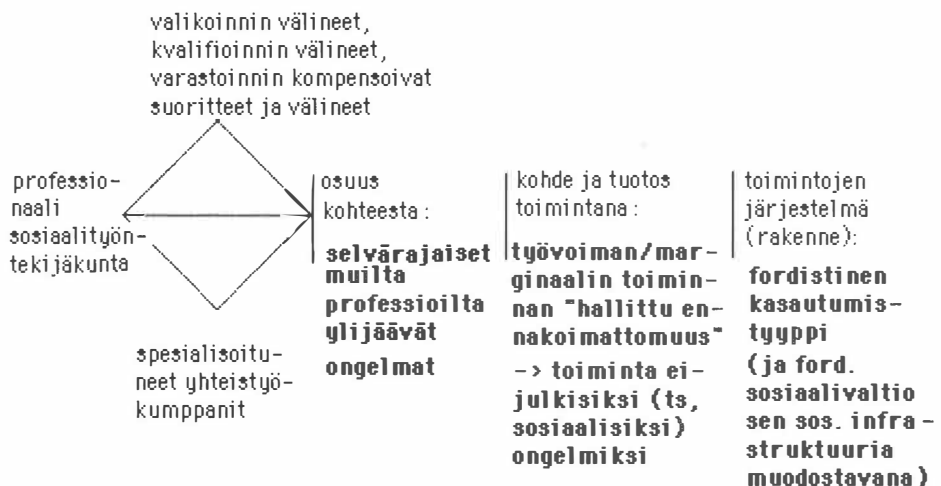 valikoinnin välineet,
kvalifioinnin välineet,
varastoinnin kompensoivat
suoritteet ja välineet
professio-
naali
sosiaalityön-
tekijäkunta
spesialisoitu-
neet yhteistyö-
kumppanit
osuus
kohteesta:
selvärajaiset
muilta
professioilta
ylijäävät
ongelmat
kohde ja tuotos
toimintana:
työvoiman/mar-
ginaalin toimin-
nan "hallittu en-
nakoimattomuus"
-> toiminta ei-
julkisiksi (ts,
sosiaalisiksi)
ongelmiksi
toimintojen
järjestelmä
(rakenne):
fordistinen
kasautumis-
tyyppi
(ja ford.
sosiaalivaltio
sen sos. infra-
struktuuria
muodostavana)